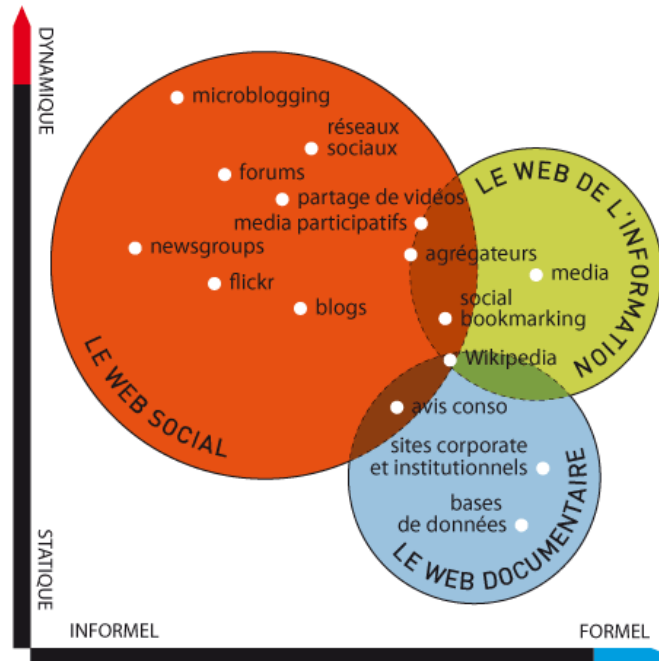 DYNAMIQUE
microblogging
réseaux
sociaux
forums
partage de vidéos
media participatifs
newsgroups
agrégateurs
media
flickr
social
bookmarking
blogs
Wikipedia
avis conso
sites corporate
et institutionnels
bases
de données
LE WEB SOCIAL
LE WEB DE L'INFORMATION
LE WEB DOCUMENTAIRE
STATIQUE
INFORMEL
FORMEL